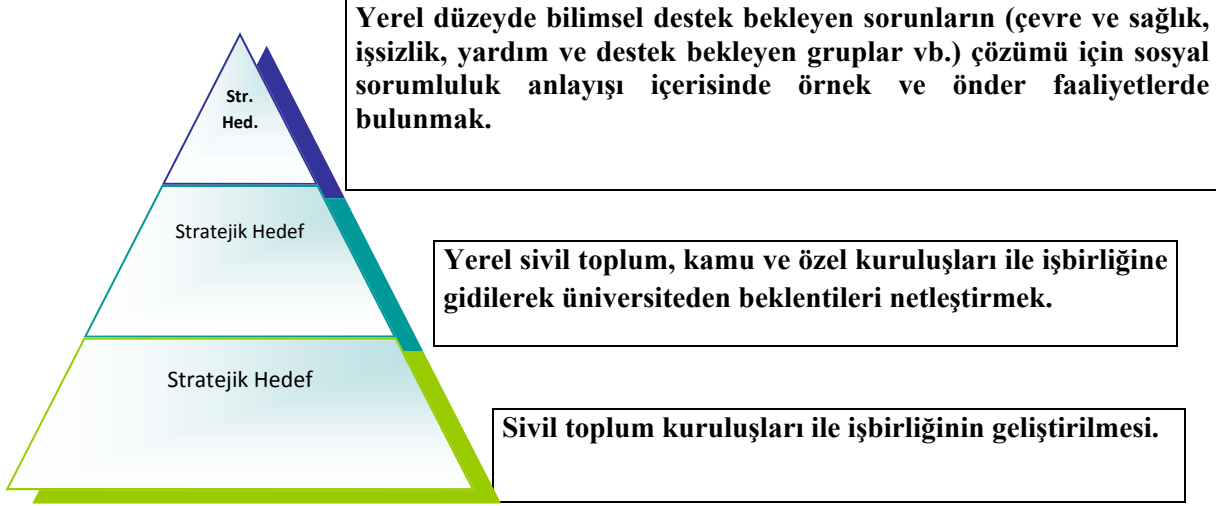 Yerel düzeyde bilimsel destek bekleyen sorunların (çevre ve sağlık,
işsizlik, yardım ve destek bekleyen gruplar vb.) çözümü için sosyal
sorumluluk anlayışı içerisinde örnek ve önder faaliyetlerde
bulunmak.
Str.
Hed.
Stratejik Hedef
Yerel sivil toplum, kamu ve özel kuruluşları ile işbirliğine
gidilerek üniversiteden beklentileri netleştirmek.
Stratejik Hedef
Sivil toplum kuruluşları ile işbirliğinin geliştirilmesi.